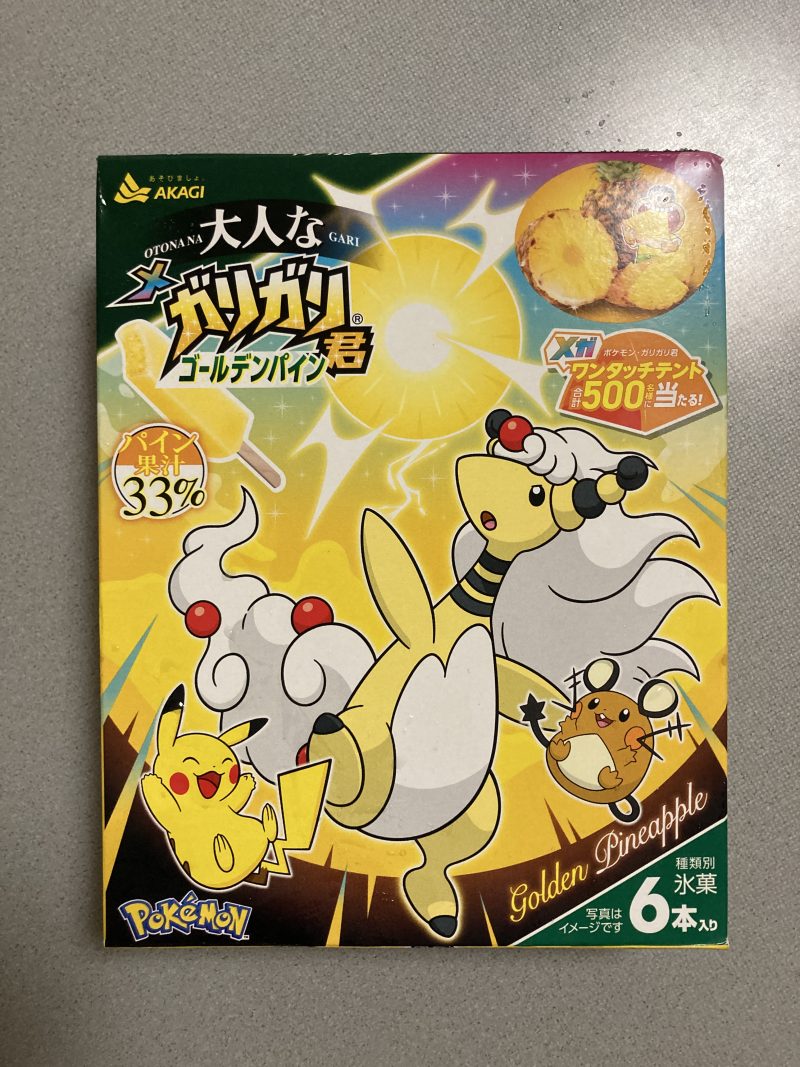 あそびましょ。
AKAGI
大人な
OTONA NA GARI
メガ
ガリガリ君®
ゴールデンパイン
メガ
ポケモン・ガリガリ君
ワンタッチテント
合計500名様に当たる!
パイン
果汁
33%
Golden Pineapple
POKÉMON
TM
写真は
イメージです
種類別
氷菓
6本入り